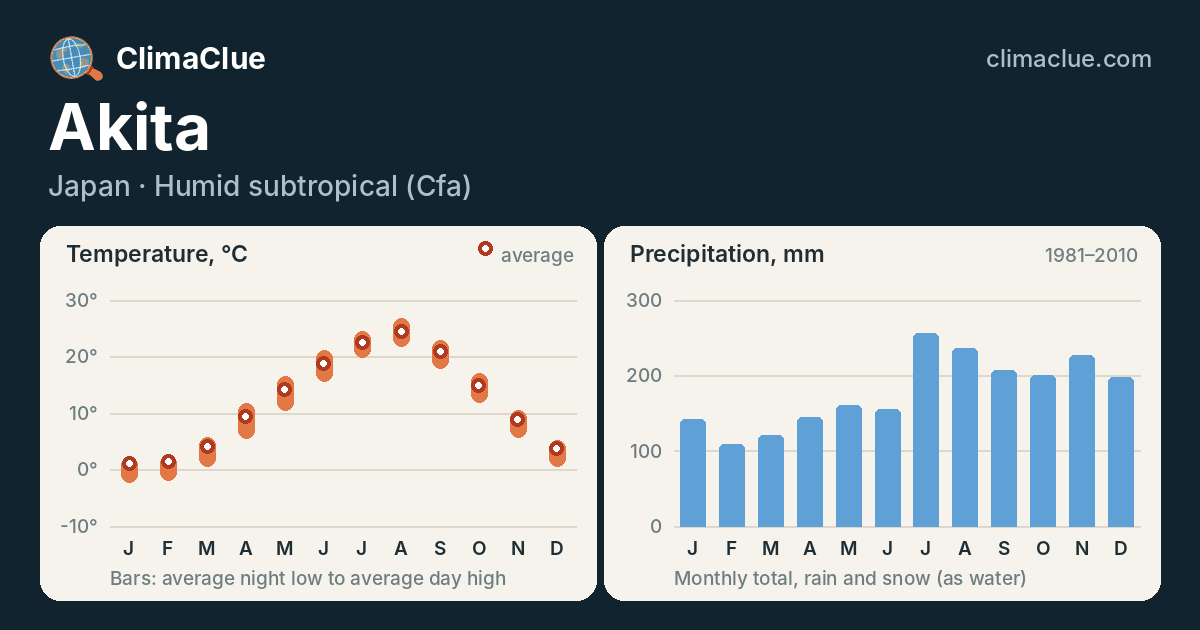 ClimaClue
climaclue.com
Akita
Japan · Humid subtropical (Cfa)
Temperature, °C
average
30°
20°
10°
0°
-10°
J F M A M J J A S O N D
Bars: average night low to average day high
Precipitation, mm
1981–2010
300
200
100
0
J F M A M J J A S O N D
Monthly total, rain and snow (as water)